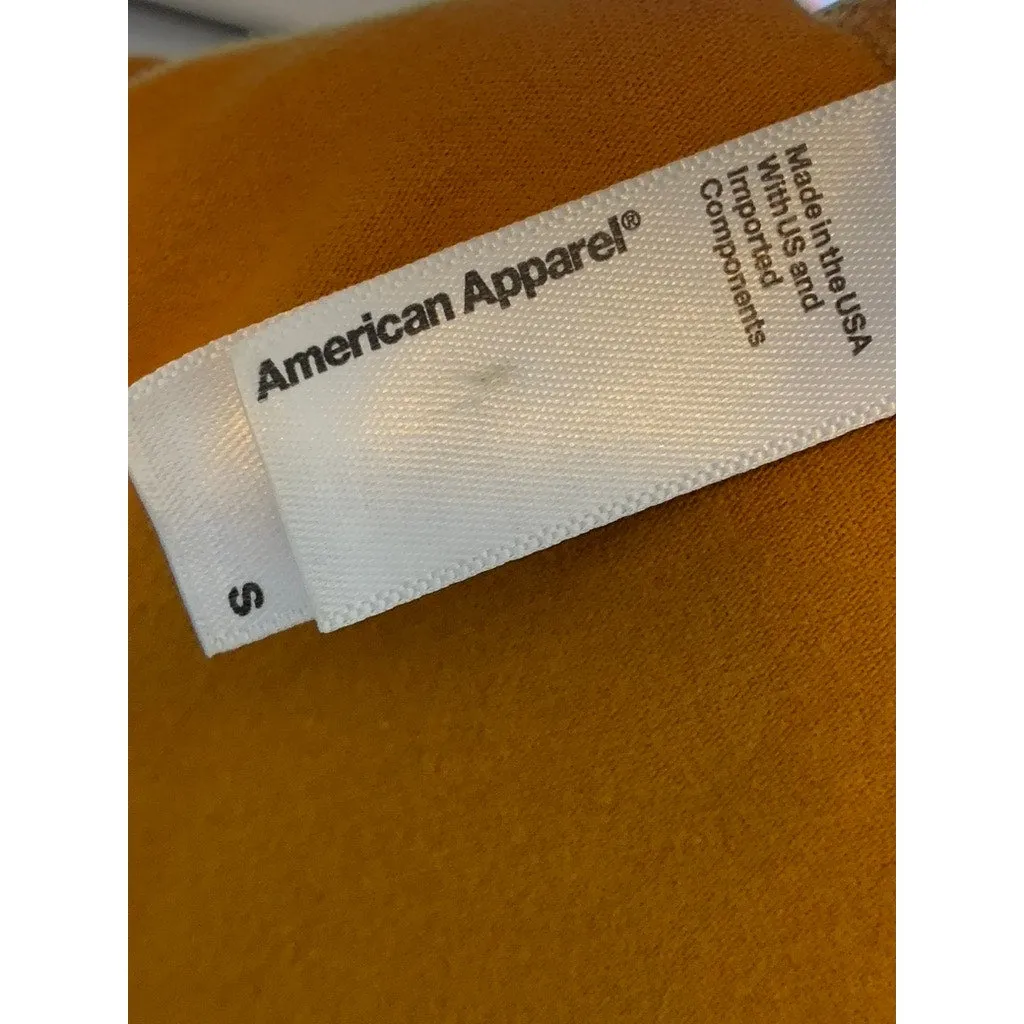 American Apparel®
Made in the USA
With US and
Imported
Components
S